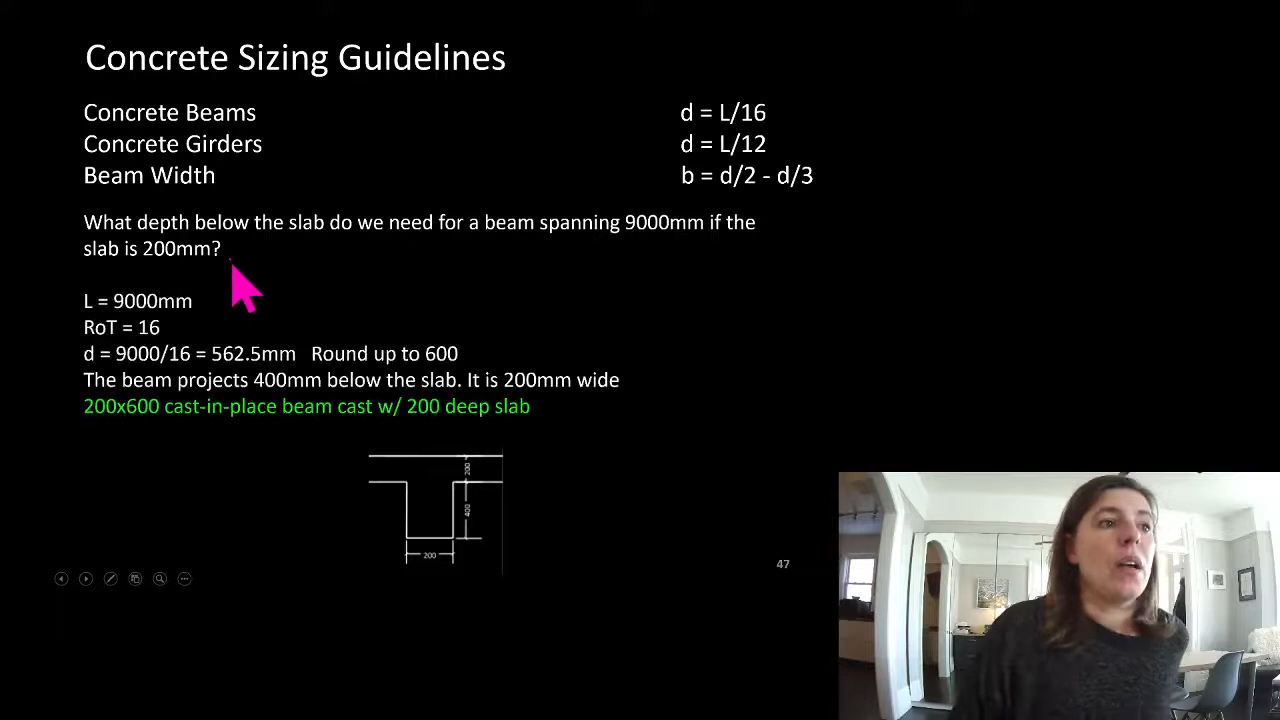 Concrete Sizing Guidelines
Concrete Beams d = L/16
Concrete Girders d = L/12
Beam Width b = d/2 - d/3
What depth below the slab do we need for a beam spanning 9000mm if the
slab is 200mm?
L = 9000mm
RoT = 16
d = 9000/16 = 562.5mm Round up to 600
The beam projects 400mm below the slab. It is 200mm wide
200x600 cast-in-place beam cast w/ 200 deep slab
200
400
200
47